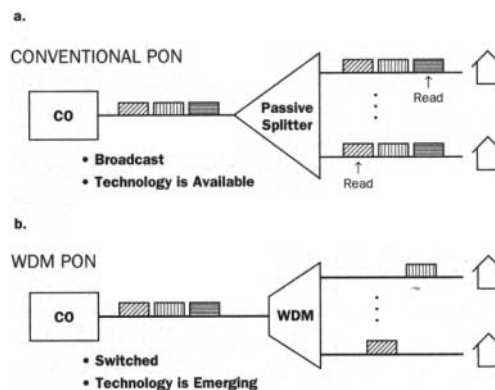 a.
CONVENTIONAL PON
CO
Passive
Splitter
Read
Read
• Broadcast
• Technology is Available
b.
WDM PON
CO
WDM
• Switched
• Technology is Emerging